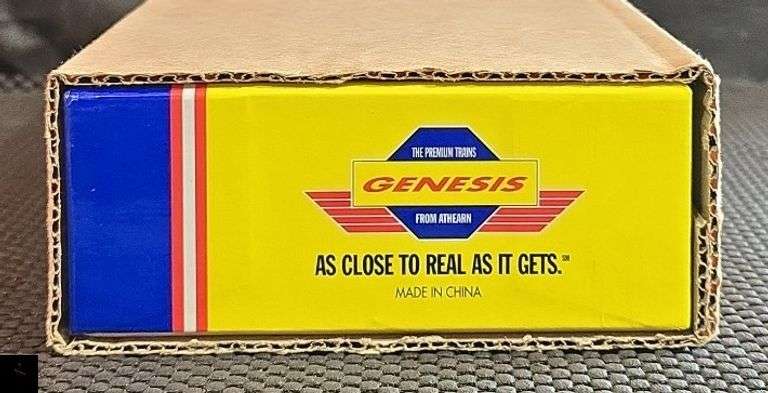 THE PREMIUM TRAINS
GENESIS
FROM ATHEARN
AS CLOSE TO REAL AS IT GETS.℠
MADE IN CHINA